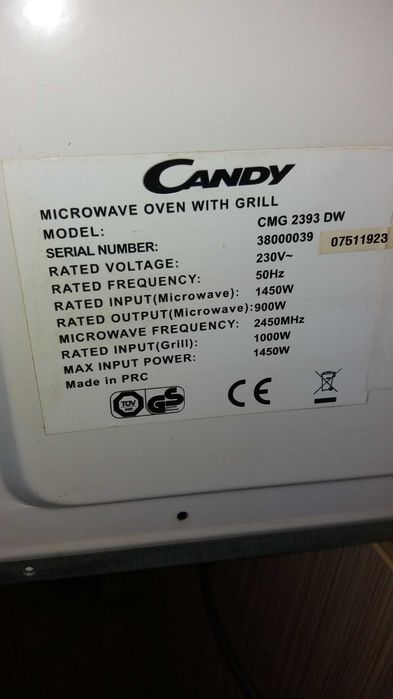 CANDY
MICROWAVE OVEN WITH GRILL
MODEL: CMG 2393 DW
SERIAL NUMBER: 38000039 07511923
RATED VOLTAGE: 230V~
RATED FREQUENCY: 50Hz
RATED INPUT(Microwave): 1450W
RATED OUTPUT(Microwave): 900W
MICROWAVE FREQUENCY: 2450MHz
RATED INPUT(Grill): 1000W
MAX INPUT POWER: 1450W
Made in PRC
TÜV GS CE